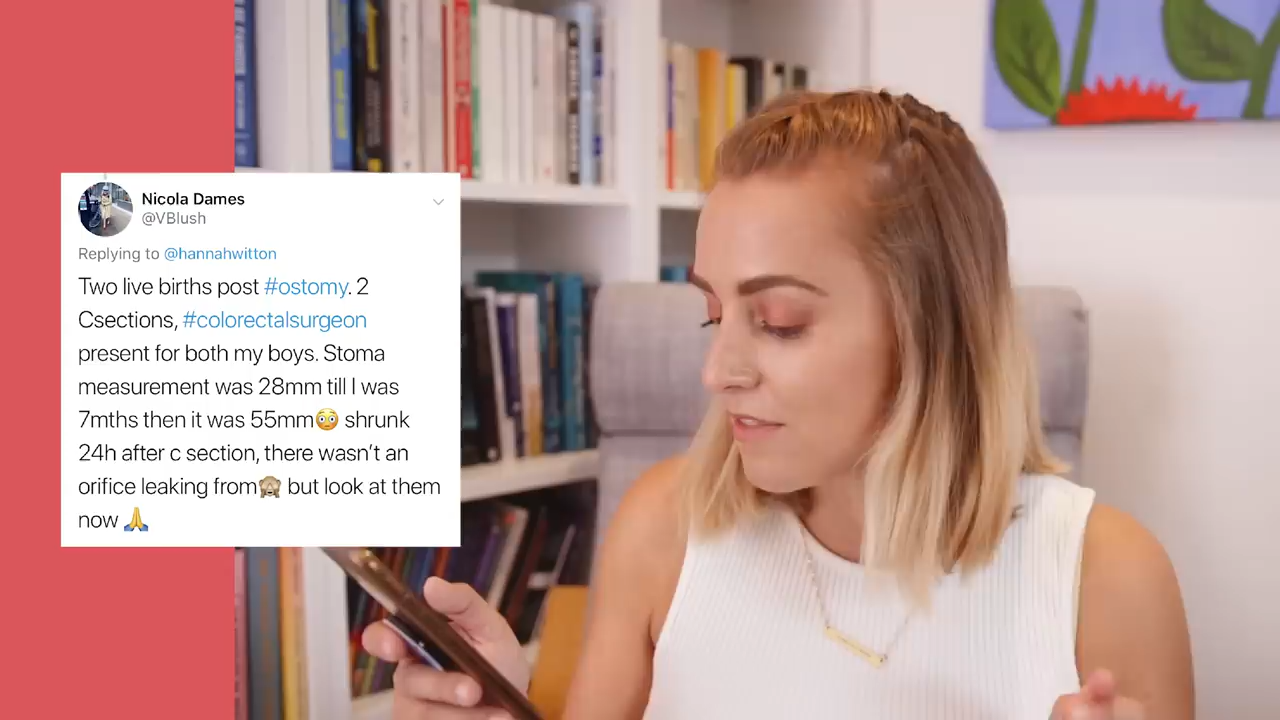 Nicola Dames
@VBlush
Replying to @hannahwitton
Two live births post #ostomy. 2
Csections, #colorectalsurgeon
present for both my boys. Stoma
measurement was 28mm till I was
7mths then it was 55mm😳 shrunk
24h after c section, there wasn’t an
orifice leaking from🙈 but look at them
now 🙏